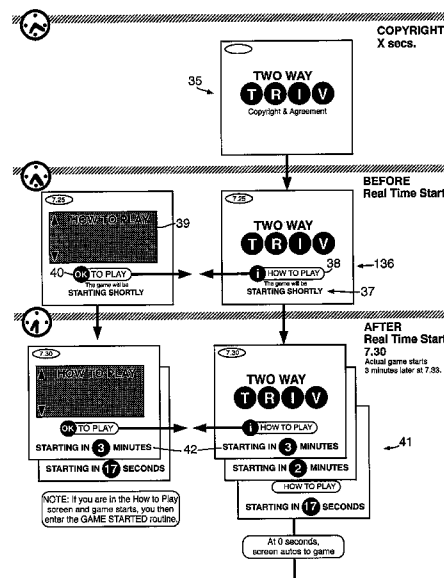 COPYRIGHT
X secs.
35
TWO WAY
TRIV
Copyright & Agreement
BEFORE
Real Time Start
7.25
HOW TO PLAY
39
40
OK TO PLAY
The game will be
STARTING SHORTLY
7.25
TWO WAY
TRIV
38
i HOW TO PLAY
136
The game will be
STARTING SHORTLY
37
AFTER
Real Time Start
7.30
Actual game starts
3 minutes later at 7.33.
7.30
HOW TO PLAY
OK TO PLAY
STARTING IN 3 MINUTES
STARTING IN 17 SECONDS
42
7.30
TWO WAY
TRIV
i HOW TO PLAY
STARTING IN 3 MINUTES
STARTING IN 2 MINUTES
HOW TO PLAY
STARTING IN 17 SECONDS
41
NOTE: If you are in the How to Play
screen and game starts, you then
enter the GAME STARTED routine.
At 0 seconds,
screen autos to game